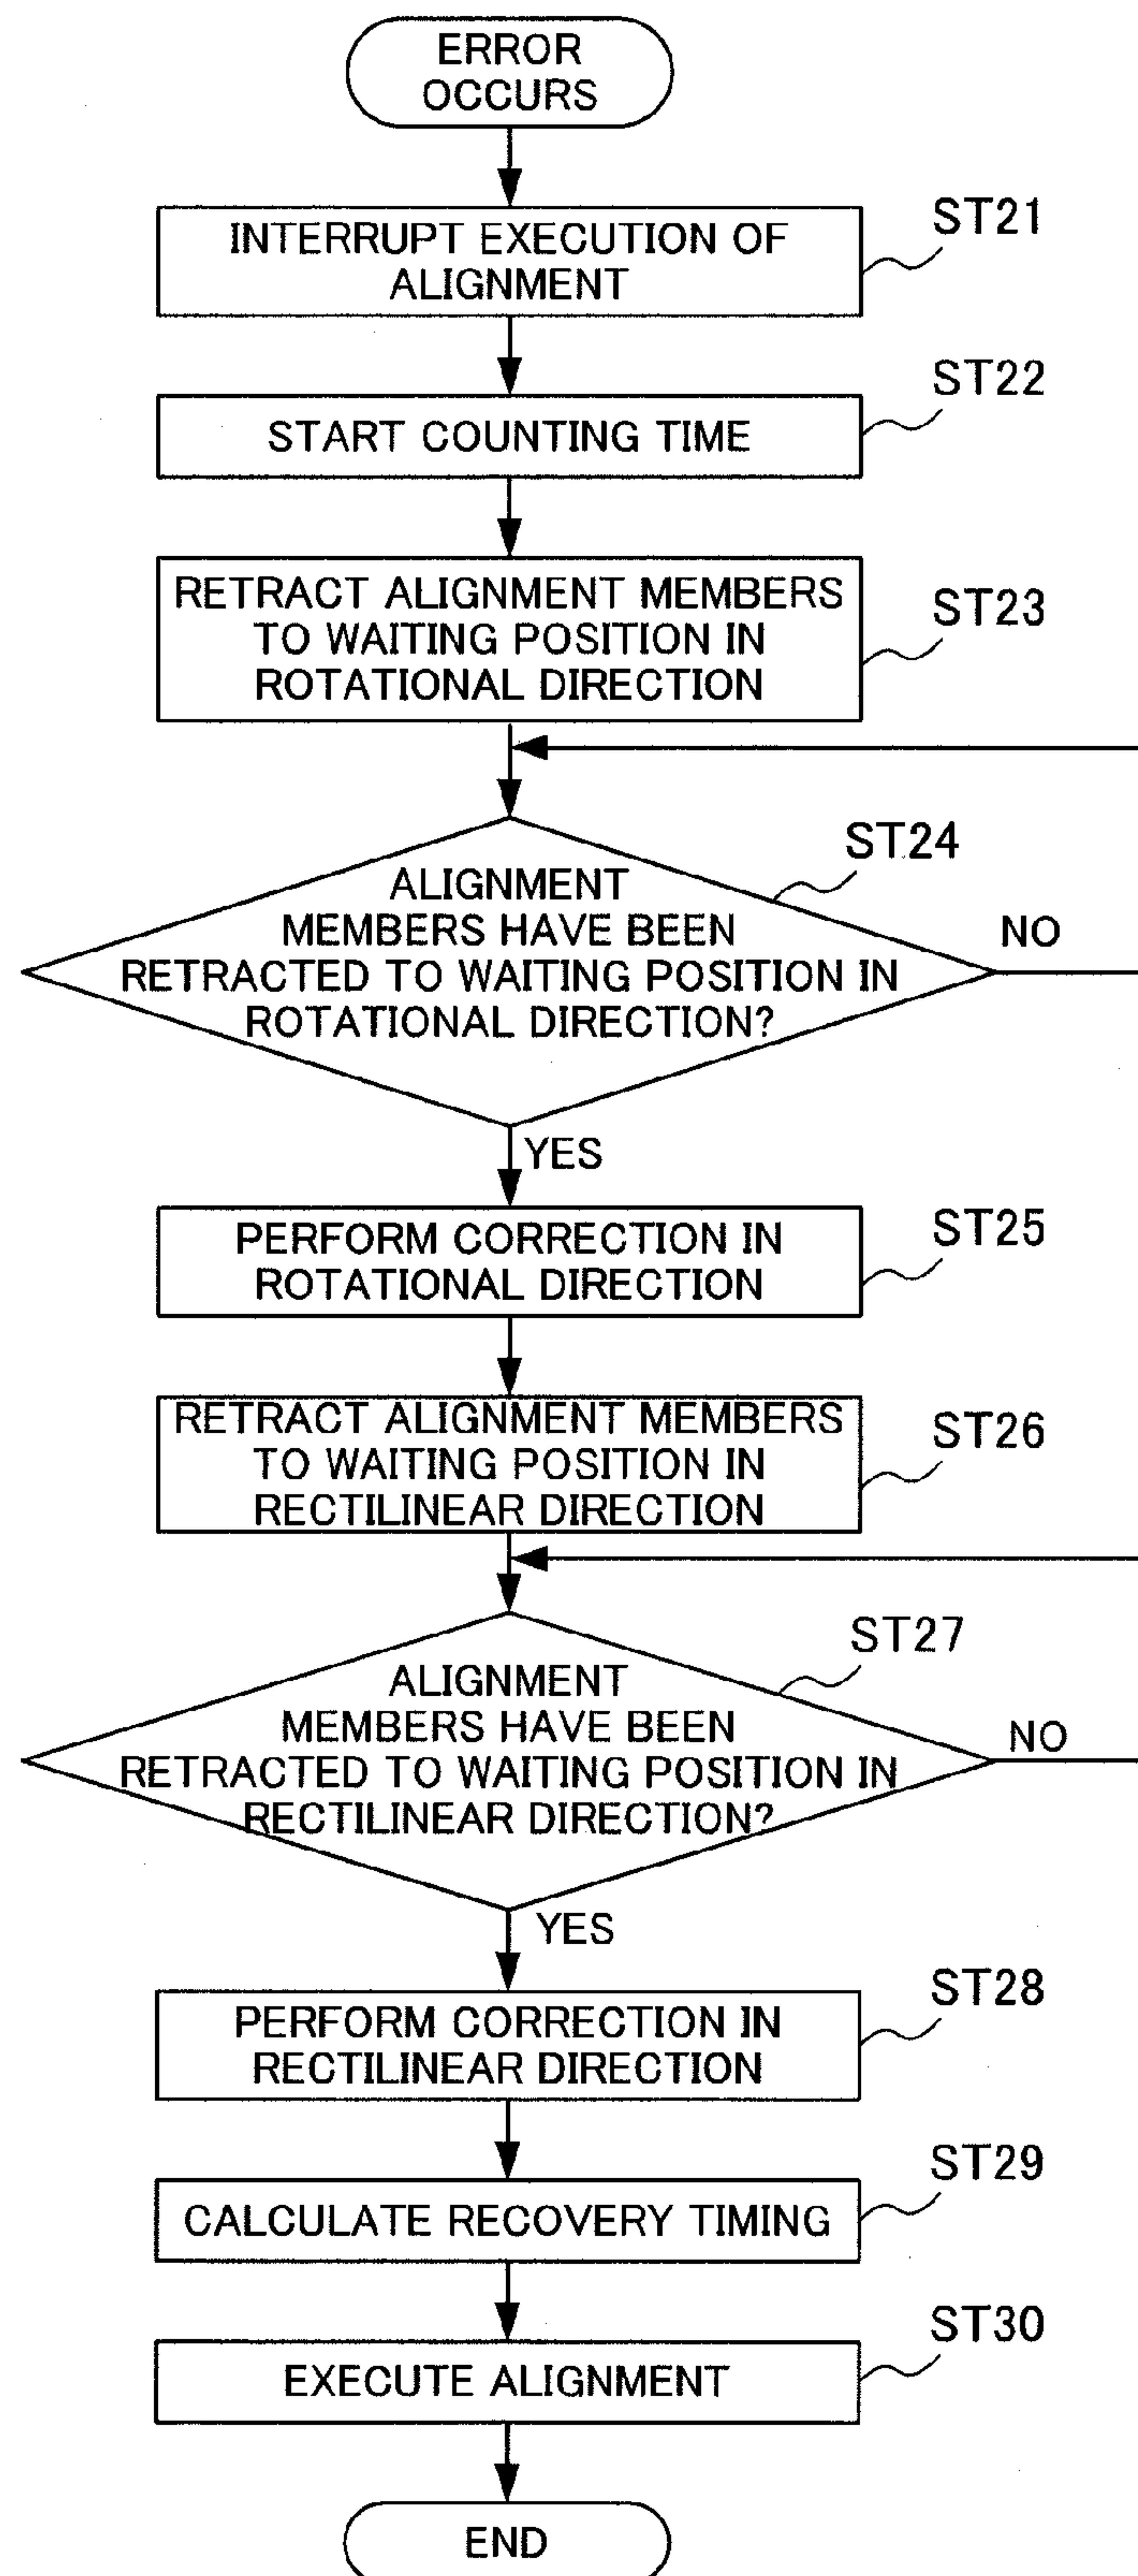 ERROR
OCCURS
INTERRUPT EXECUTION OF
ALIGNMENT
ST21
START COUNTING TIME
ST22
RETRACT ALIGNMENT MEMBERS
TO WAITING POSITION IN
ROTATIONAL DIRECTION
ST23
ALIGNMENT
MEMBERS HAVE BEEN
RETRACTED TO WAITING POSITION IN
ROTATIONAL DIRECTION?
ST24
NO
YES
PERFORM CORRECTION IN
ROTATIONAL DIRECTION
ST25
RETRACT ALIGNMENT MEMBERS
TO WAITING POSITION IN
RECTILINEAR DIRECTION
ST26
ALIGNMENT
MEMBERS HAVE BEEN
RETRACTED TO WAITING POSITION IN
RECTILINEAR DIRECTION?
ST27
NO
YES
PERFORM CORRECTION IN
RECTILINEAR DIRECTION
ST28
CALCULATE RECOVERY TIMING
ST29
EXECUTE ALIGNMENT
ST30
END